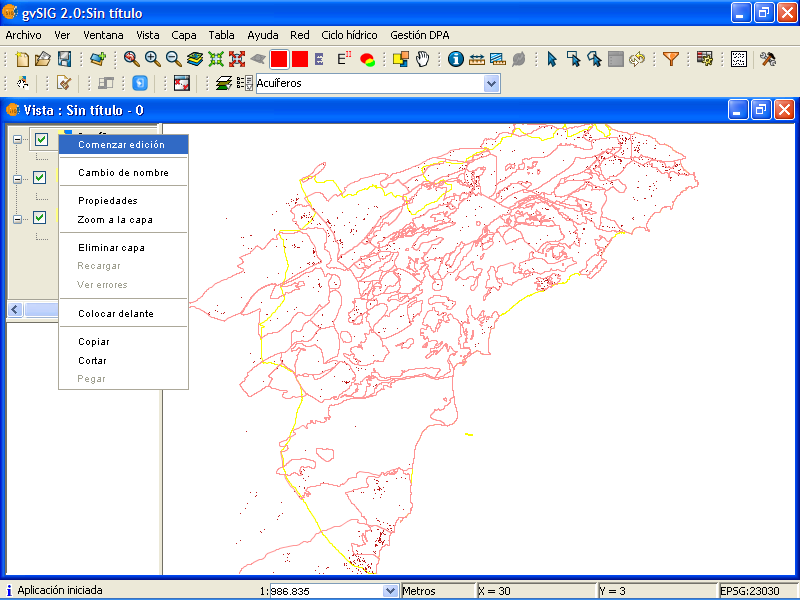 gvSIG 2.0:Sin título
Archivo Ver Ventana Vista Capa Tabla Ayuda Red Ciclo hídrico Gestión DPA
Acuíferos
Vista : Sin título - 0
Comenzar edición
Cambio de nombre
Propiedades
Zoom a la capa
Eliminar capa
Recargar
Ver errores
Colocar delante
Copiar
Cortar
Pegar
Aplicación iniciada 1:986.835 Metros X = 30 Y = 3 EPSG:23030